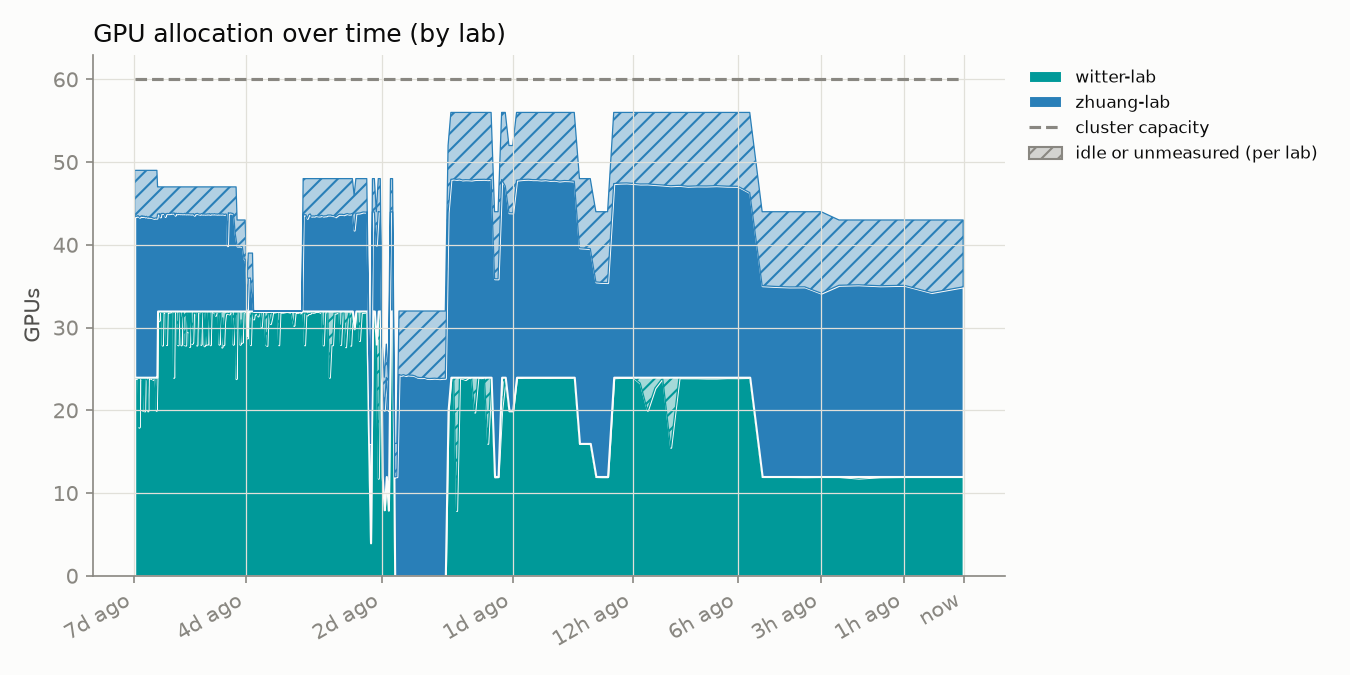 GPU allocation over time (by lab)
60
50
40
30
20
10
0
GPUs
7d ago
4d ago
2d ago
1d ago
12h ago
6h ago
3h ago
1h ago
now
witter-lab
zhuang-lab
cluster capacity
idle or unmeasured (per lab)